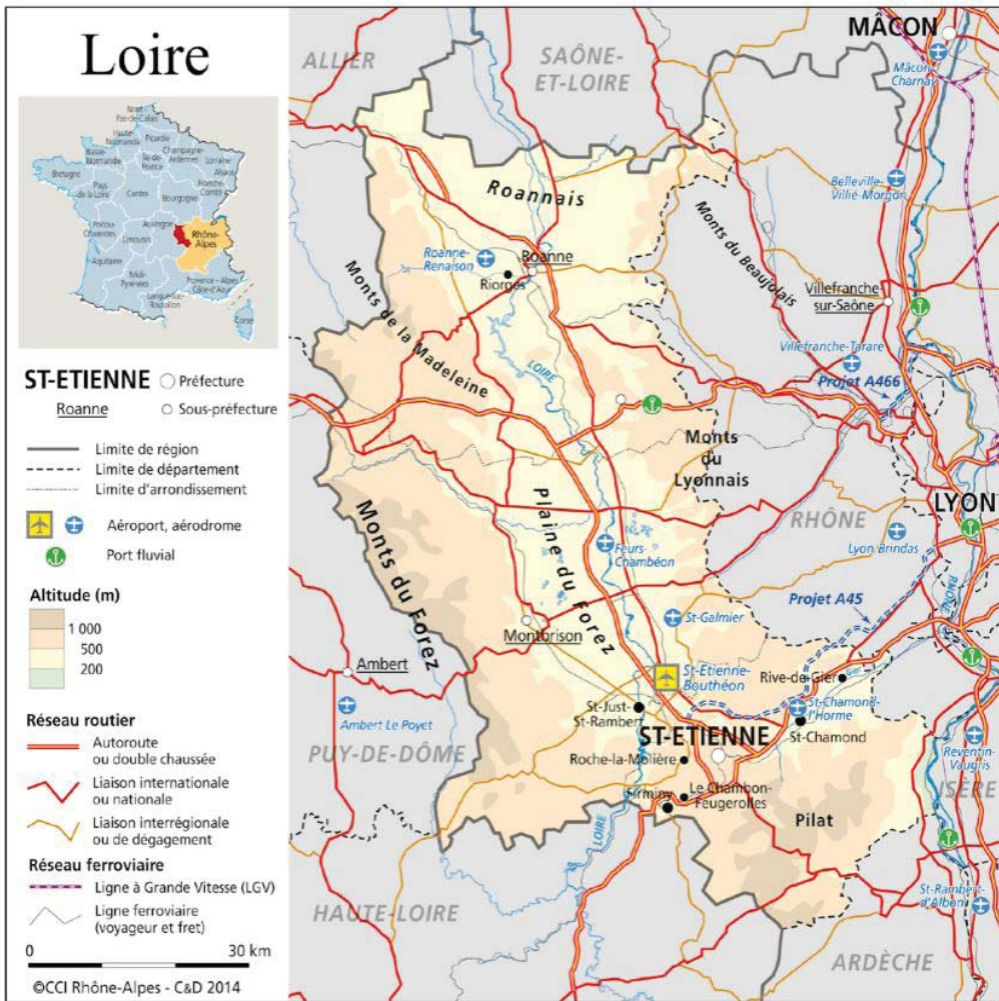 Loire
Nord-
Pas-de-Calais
Haute-
Normandie
Picardie
Basse-
Normandie
Île-de-
France
Champagne-
Ardennes
Lorraine
Alsace
Bretagne
Pays
de la Loire
Centre
Bourgogne
Franche-
Comté
Poitou-
Charentes
Limousin
Auvergne
Rhône-
Alpes
Aquitaine
Midi-
Pyrénées
Languedoc-
Roussillon
Provence - Alpes
Côte-d'Azur
Corse
ST-ETIENNE Préfecture
Roanne Sous-préfecture
Limite de région
Limite de département
Limite d'arrondissement
Aéroport, aérodrome
Port fluvial
Altitude (m)
1 000
500
200
Réseau routier
Autoroute
ou double chaussée
Liaison internationale
ou nationale
Liaison interrégionale
ou de dégagement
Réseau ferroviaire
Ligne à Grande Vitesse (LGV)
Ligne ferroviaire
(voyageur et fret)
0 30 km
©CCI Rhône-Alpes - C&D 2014
ALLIER
SAÔNE-
ET-LOIRE
MÂCON
Mâcon-
Charnay
Roannais
Belleville-
Villié-Morgon
Monts du Beaujolais
Roanne-
Renaison
Roanne
Riorges
Villefranche-
sur-Saône
Monts de la Madeleine
LOIRE
Villefranche-Tarare
Projet A466
Monts
du
Lyonnais
Plaine du Forez
LYON
RHÔNE
Monts du Forez
Feurs-
Chambéon
Lyon-Brindas
RHÔNE
Projet A45
St-Galmier
Montbrison
Ambert
St-Etienne-
Bouthéon
Rive-de-Gier
Gier
Ambert Le Poyet
St-Just-
St-Rambert
St-Chamond-
l'Horme
St-Chamond
PUY-DE-DÔME
ST-ETIENNE
Roche-la-Molière
Reventin-
Vaugris
Le Chambon-
Feugerolles
Firminy
ISÈRE
Pilat
LOIRE
St-Rambert-
d'Albon
HAUTE-LOIRE
ARDÈCHE